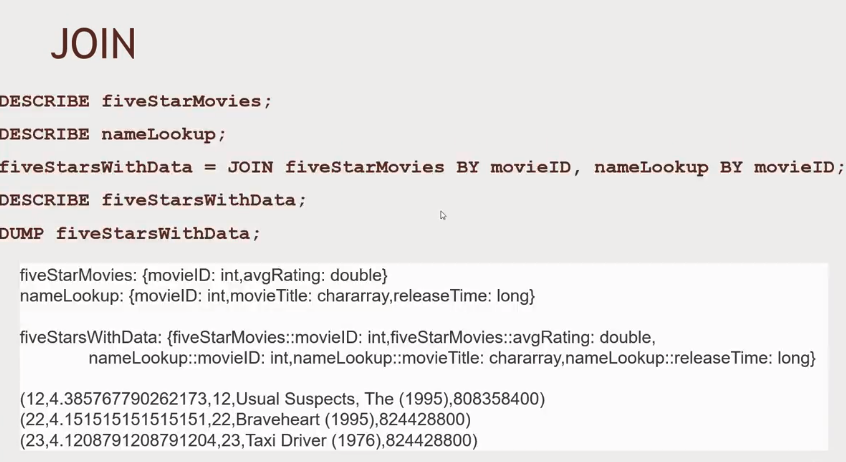 JOIN
DESCRIBE fiveStarMovies;
DESCRIBE nameLookup;
fiveStarsWithData = JOIN fiveStarMovies BY movieID, nameLookup BY movieID;
DESCRIBE fiveStarsWithData;
DUMP fiveStarsWithData;
fiveStarMovies: {movieID: int,avgRating: double}
nameLookup: {movieID: int,movieTitle: chararray,releaseTime: long}
fiveStarsWithData: {fiveStarMovies::movieID: int,fiveStarMovies::avgRating: double,
nameLookup::movieID: int,nameLookup::movieTitle: chararray,nameLookup::releaseTime: long}
(12,4.385767790262173,12,Usual Suspects, The (1995),808358400)
(22,4.151515151515151,22,Braveheart (1995),824428800)
(23,4.1208791208791204,23,Taxi Driver (1976),824428800)